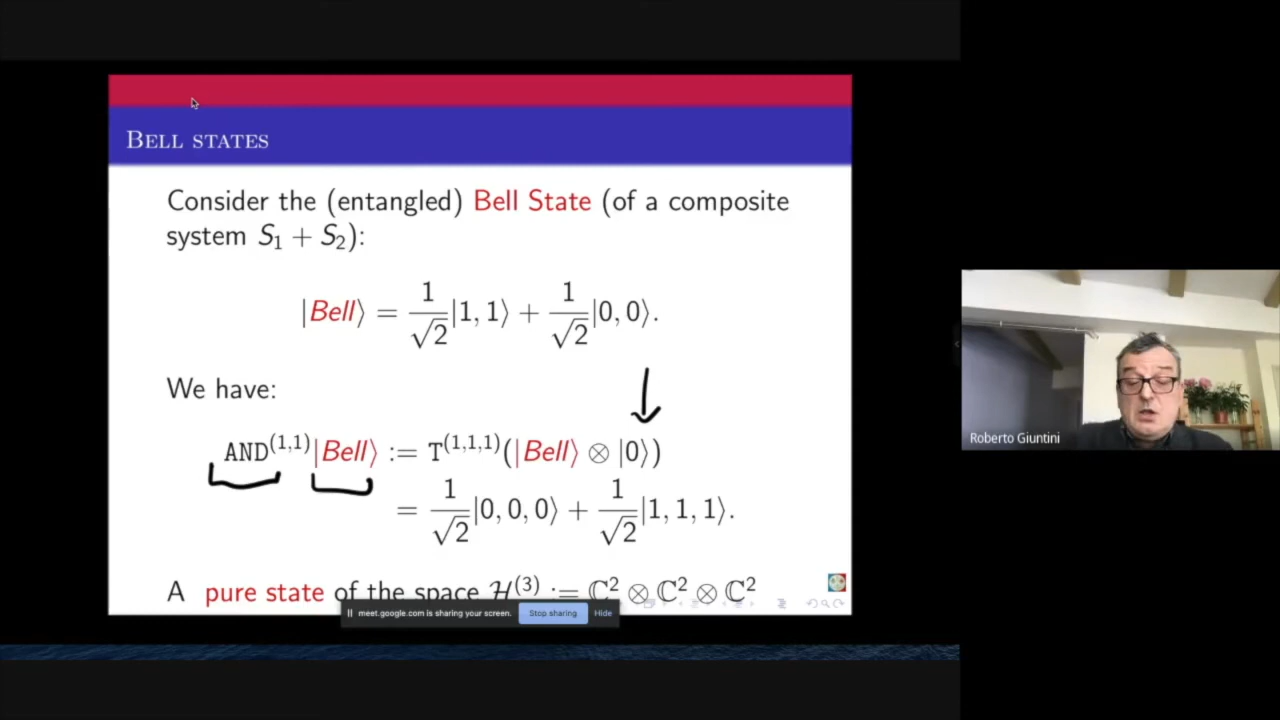 BELL STATES
Consider the (entangled) Bell State (of a composite
system S₁ + S₂):
|Bell⟩ = 1/√2 |1, 1⟩ + 1/√2 |0, 0⟩.
We have:
AND⁽¹,¹⁾|Bell⟩ := T⁽¹,¹,¹⁾(|Bell⟩ ⊗ |0⟩)
= 1/√2 |0, 0, 0⟩ + 1/√2 |1, 1, 1⟩.
A pure state of the space ℋ⁽³⁾ := ℂ² ⊗ ℂ² ⊗ ℂ²
meet.google.com is sharing your screen. Stop sharing Hide
Roberto Giuntini